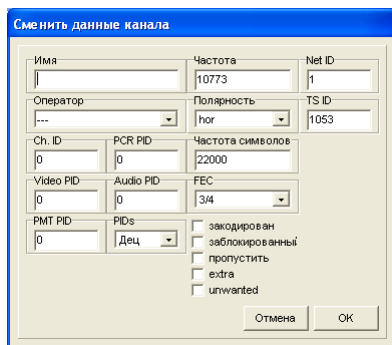 Сменить данные канала
Имя Частота Net ID
10773 1
Оператор Полярность TS ID
--- hor 1053
Ch. ID PCR PID Частота символов
0 0 22000
Video PID Audio PID FEC
0 0 3/4
PMT PID PIDs
0 Дец
закодирован
заблокированный
пропустить
extra
unwanted
Отмена OK